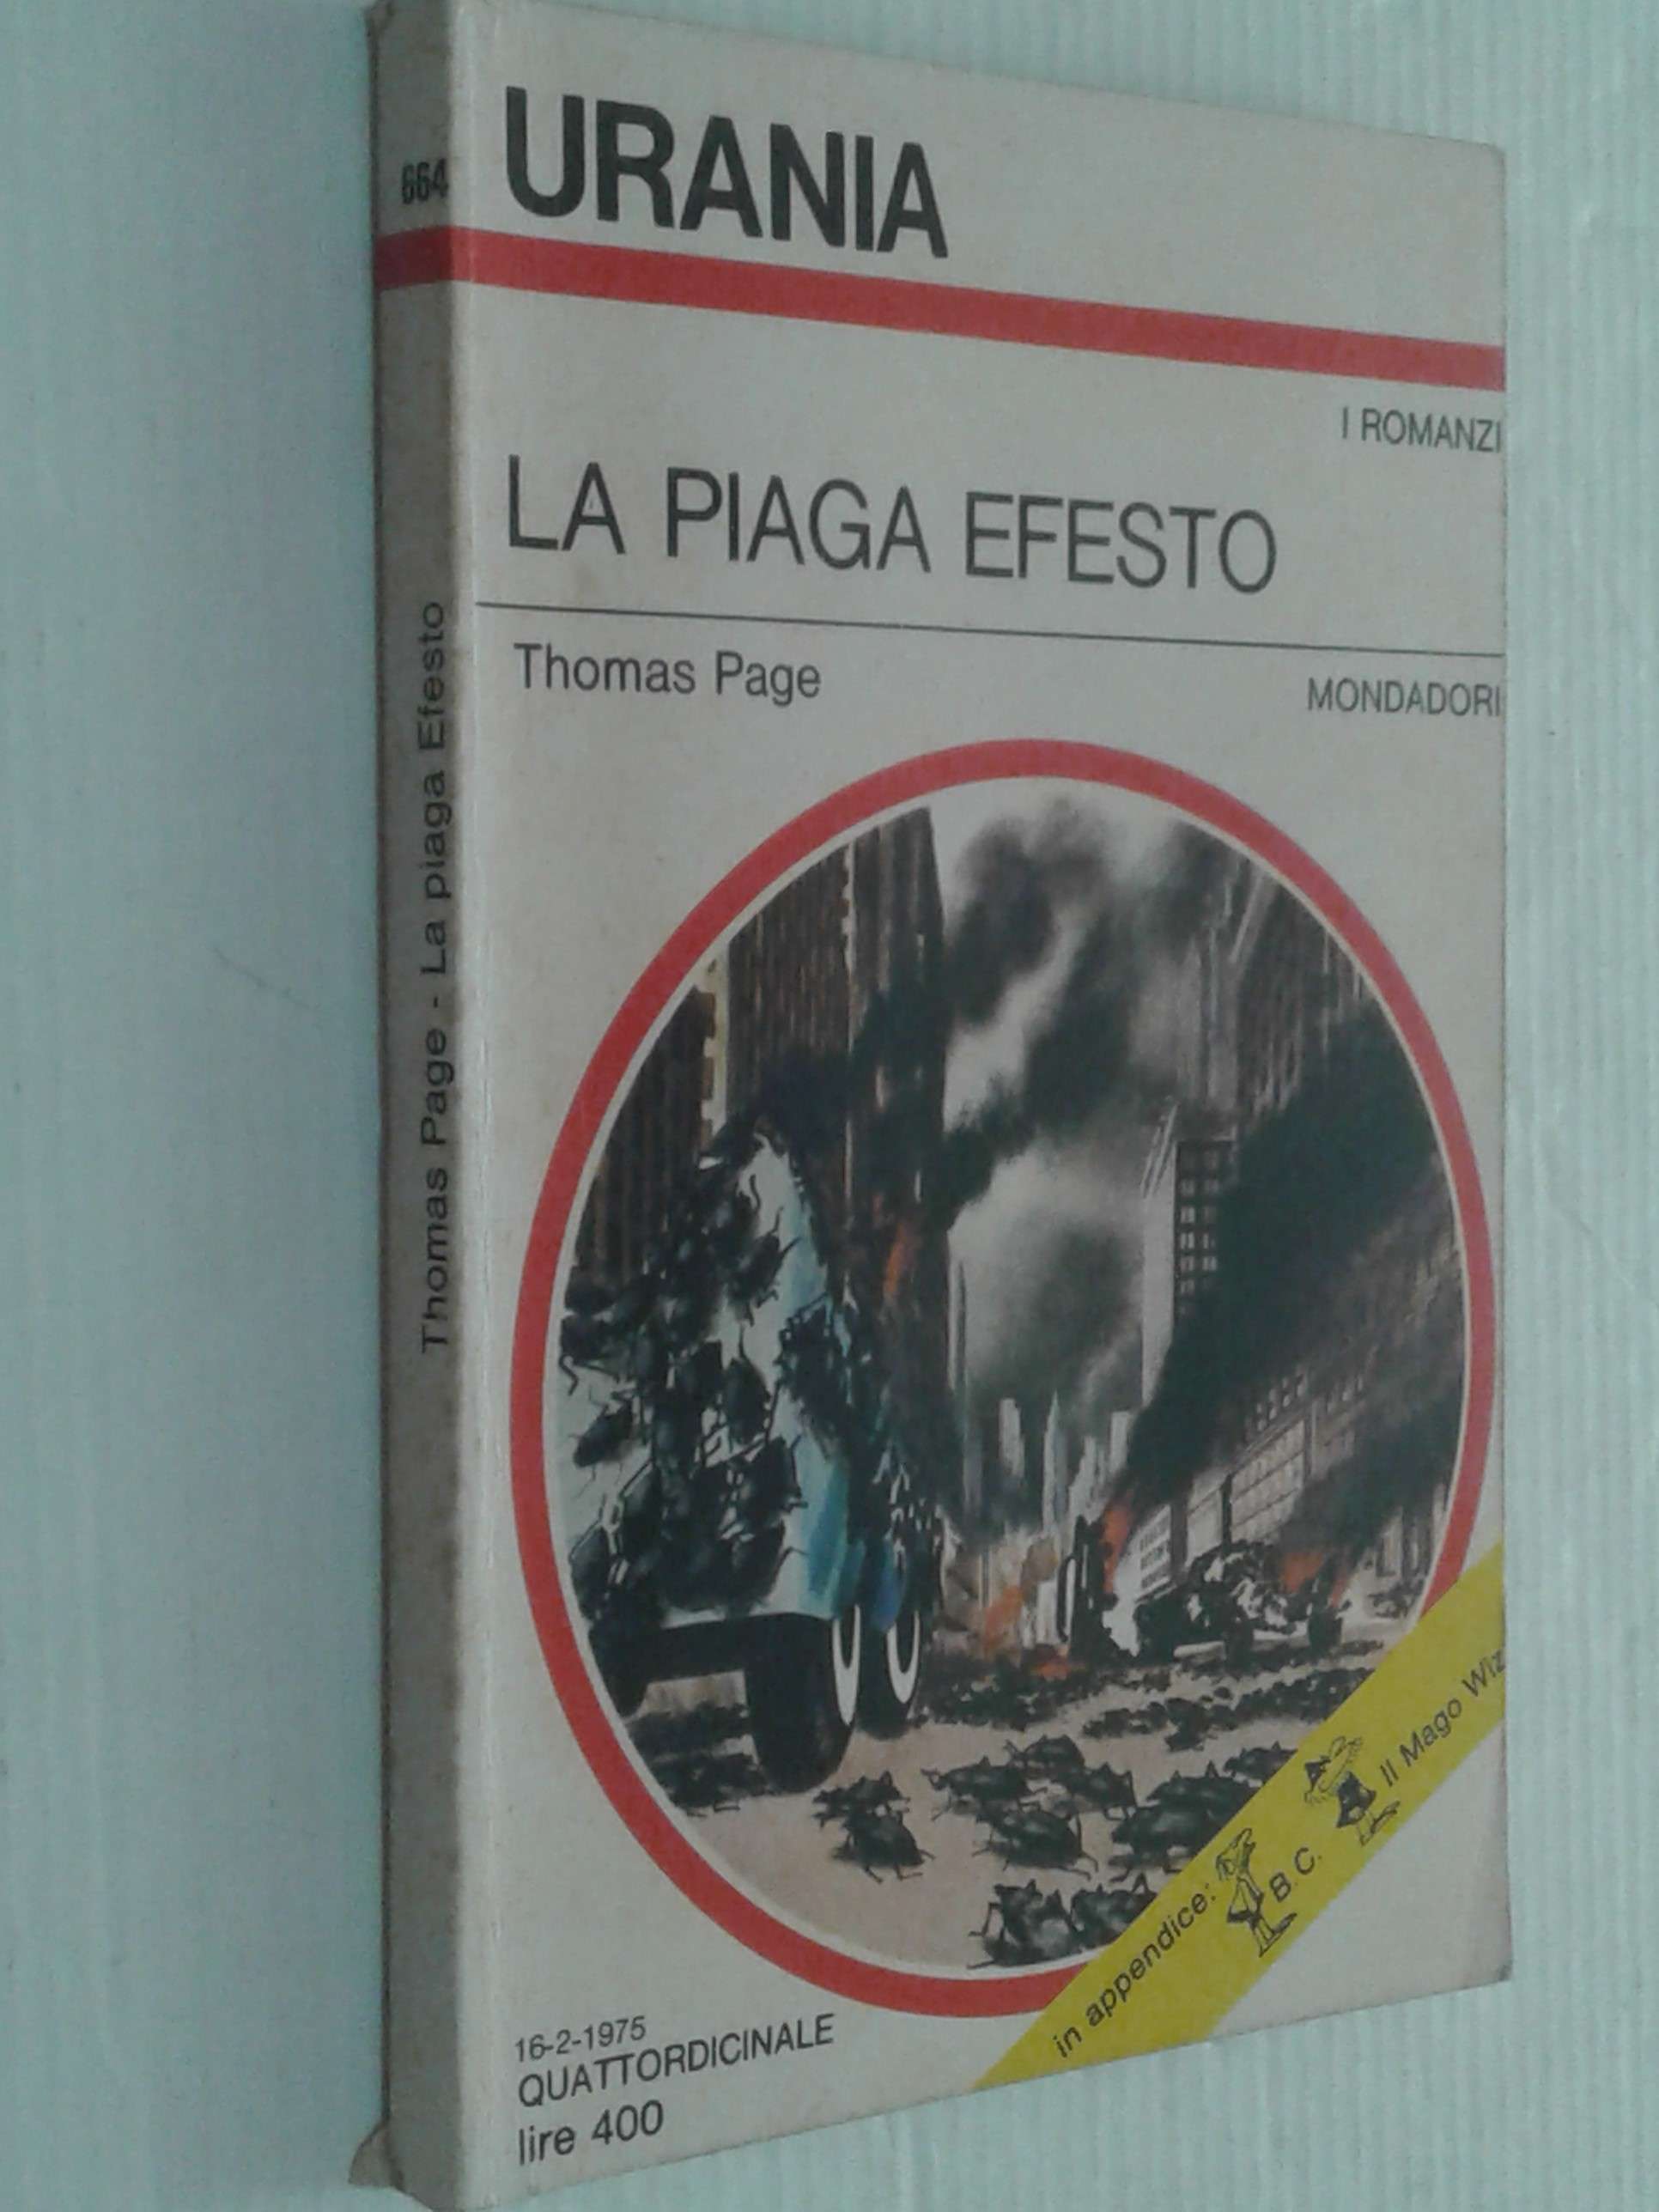 664
Thomas Page - La piaga Efesto
URANIA
I ROMANZI
LA PIAGA EFESTO
Thomas Page
MONDADORI
in appendice: B.C. Il Mago Wiz
16-2-1975
QUATTORDICINALE
lire 400